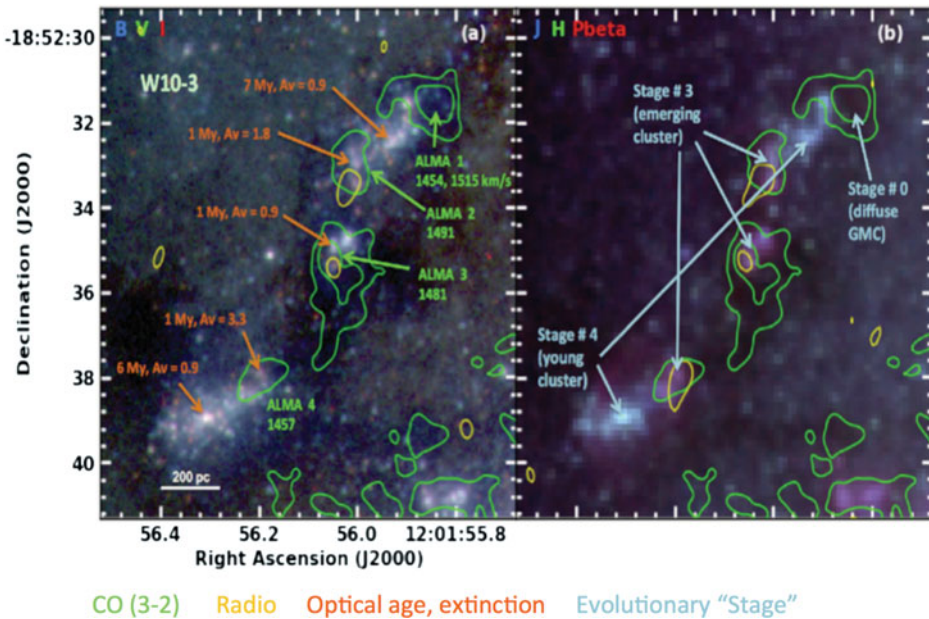 -18:52:30
32
34
36
38
40
Declination (J2000)
B V I
(a)
W10-3
7 My, Av = 0.9
1 My, Av = 1.8
ALMA 1
1454, 1515 km/s
ALMA 2
1491
1 My, Av = 0.9
ALMA 3
1481
1 My, Av = 3.3
6 My, Av = 0.9
ALMA 4
1457
200 pc
56.4
56.2
56.0
12:01:55.8
Right Ascension (J2000)
J H Pbeta
(b)
Stage # 3
(emerging
cluster)
Stage # 0
(diffuse
GMC)
Stage # 4
(young
cluster)
CO (3-2) Radio Optical age, extinction Evolutionary “Stage”